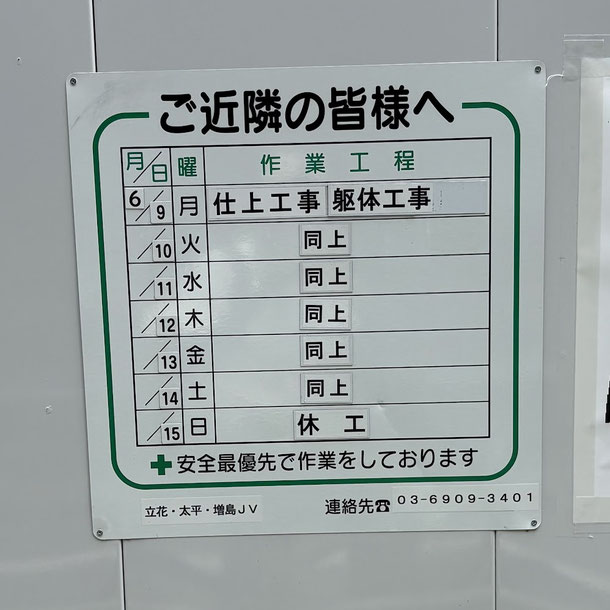 ご近隣の皆様へ
月/日 曜 作業工程
6/9 月 仕上工事 躯体工事
/10 火 同上
/11 水 同上
/12 木 同上
/13 金 同上
/14 土 同上
/15 日 休工
安全最優先で作業をしております
立花・太平・増島JV 連絡先☎ 03-6909-3401